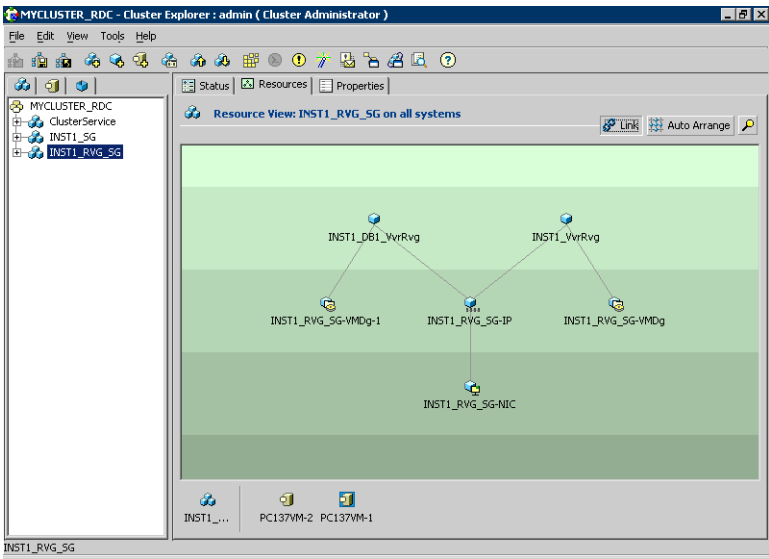 MYCLUSTER_RDC - Cluster Explorer : admin ( Cluster Administrator )
File Edit View Tools Help
Status Resources Properties
MYCLUSTER_RDC
ClusterService
INST1_SG
INST1_RVG_SG
Resource View: INST1_RVG_SG on all systems
Link Auto Arrange
INST1_DB1_VvrRvg INST1_VvrRvg
INST1_RVG_SG-VMDg-1 INST1_RVG_SG-IP INST1_RVG_SG-VMDg
INST1_RVG_SG-NIC
INST1_... PC137VM-2 PC137VM-1
INST1_RVG_SG